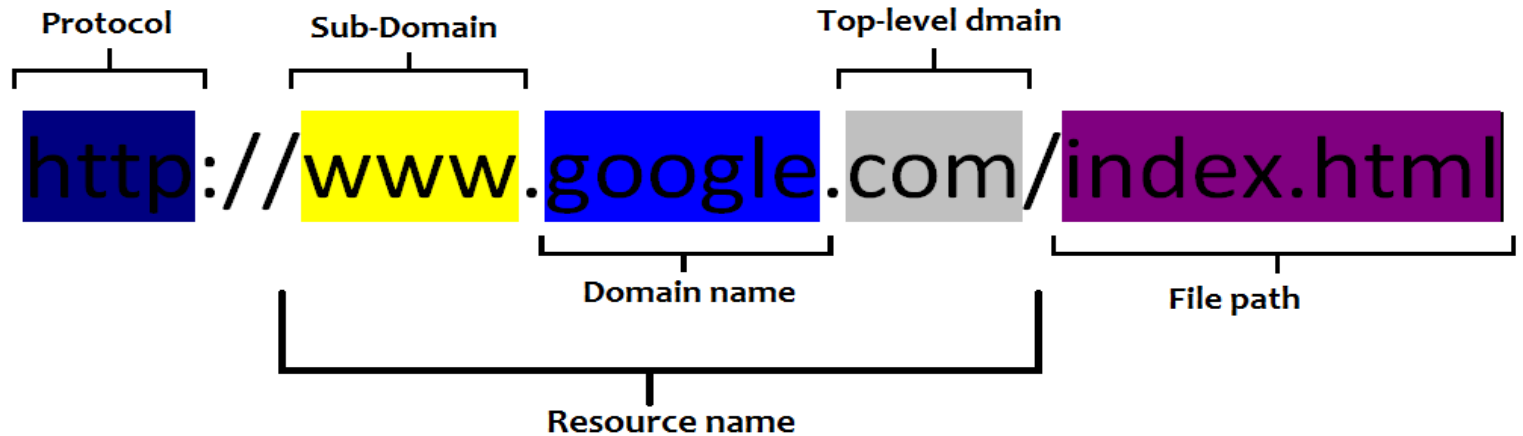 Protocol
Sub-Domain
Top-level dmain
http://www.google.com/index.html
Domain name
File path
Resource name